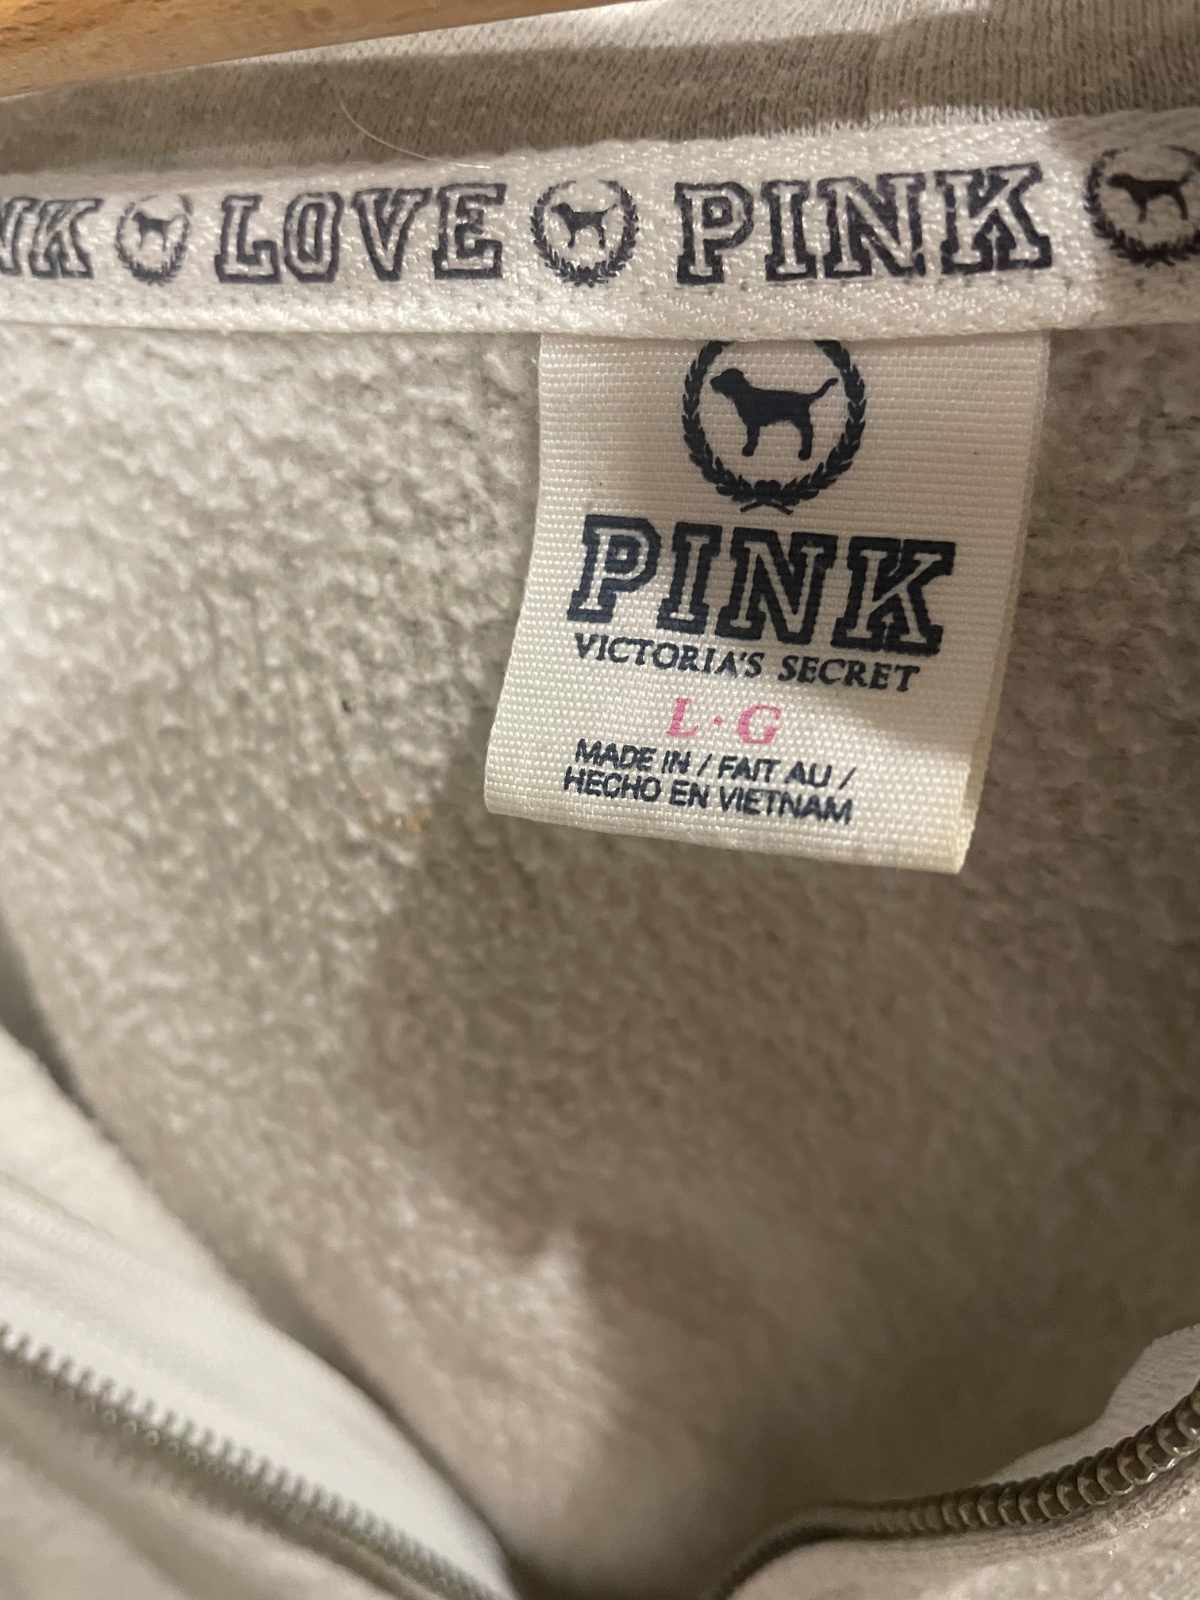 NK LOVE PINK
PINK
VICTORIA'S SECRET
L·G
MADE IN / FAIT AU /
HECHO EN VIETNAM